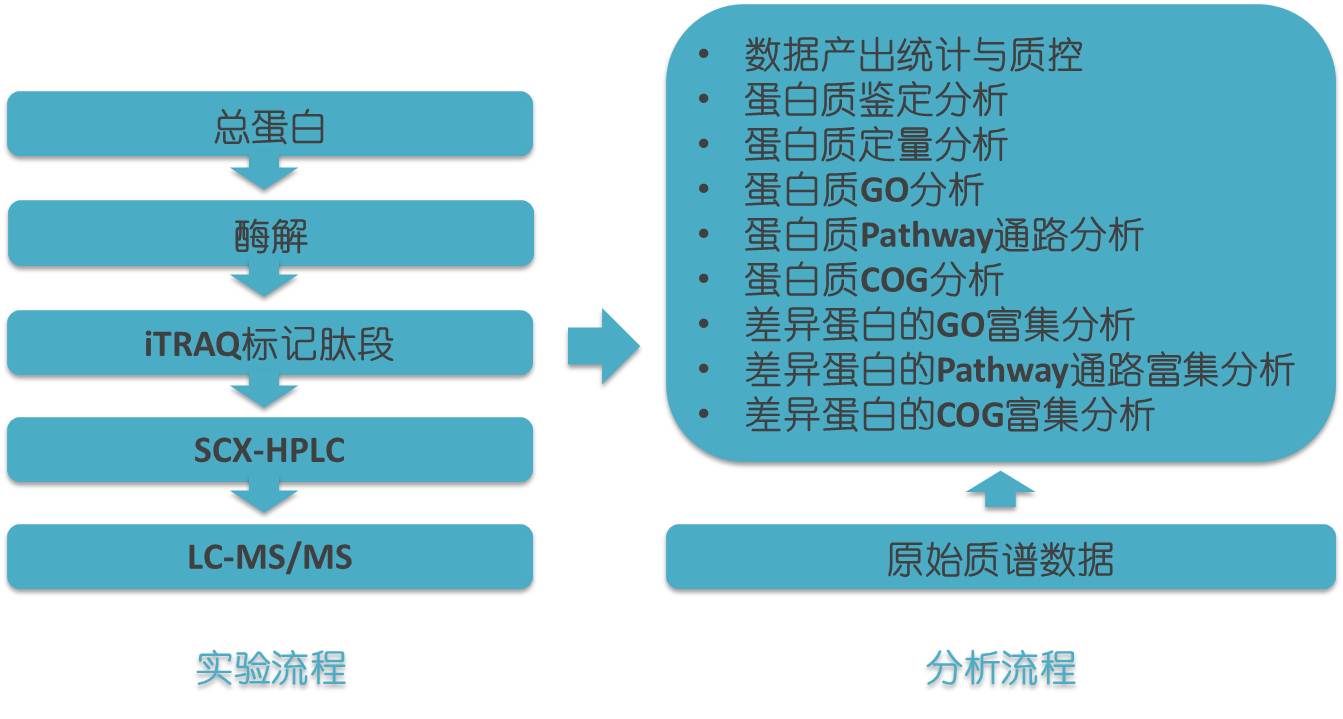 总蛋白
酶解
iTRAQ标记肽段
SCX-HPLC
LC-MS/MS
实验流程
• 数据产出统计与质控
• 蛋白质鉴定分析
• 蛋白质定量分析
• 蛋白质GO分析
• 蛋白质Pathway通路分析
• 蛋白质COG分析
• 差异蛋白的GO富集分析
• 差异蛋白的Pathway通路富集分析
• 差异蛋白的COG富集分析
原始质谱数据
分析流程